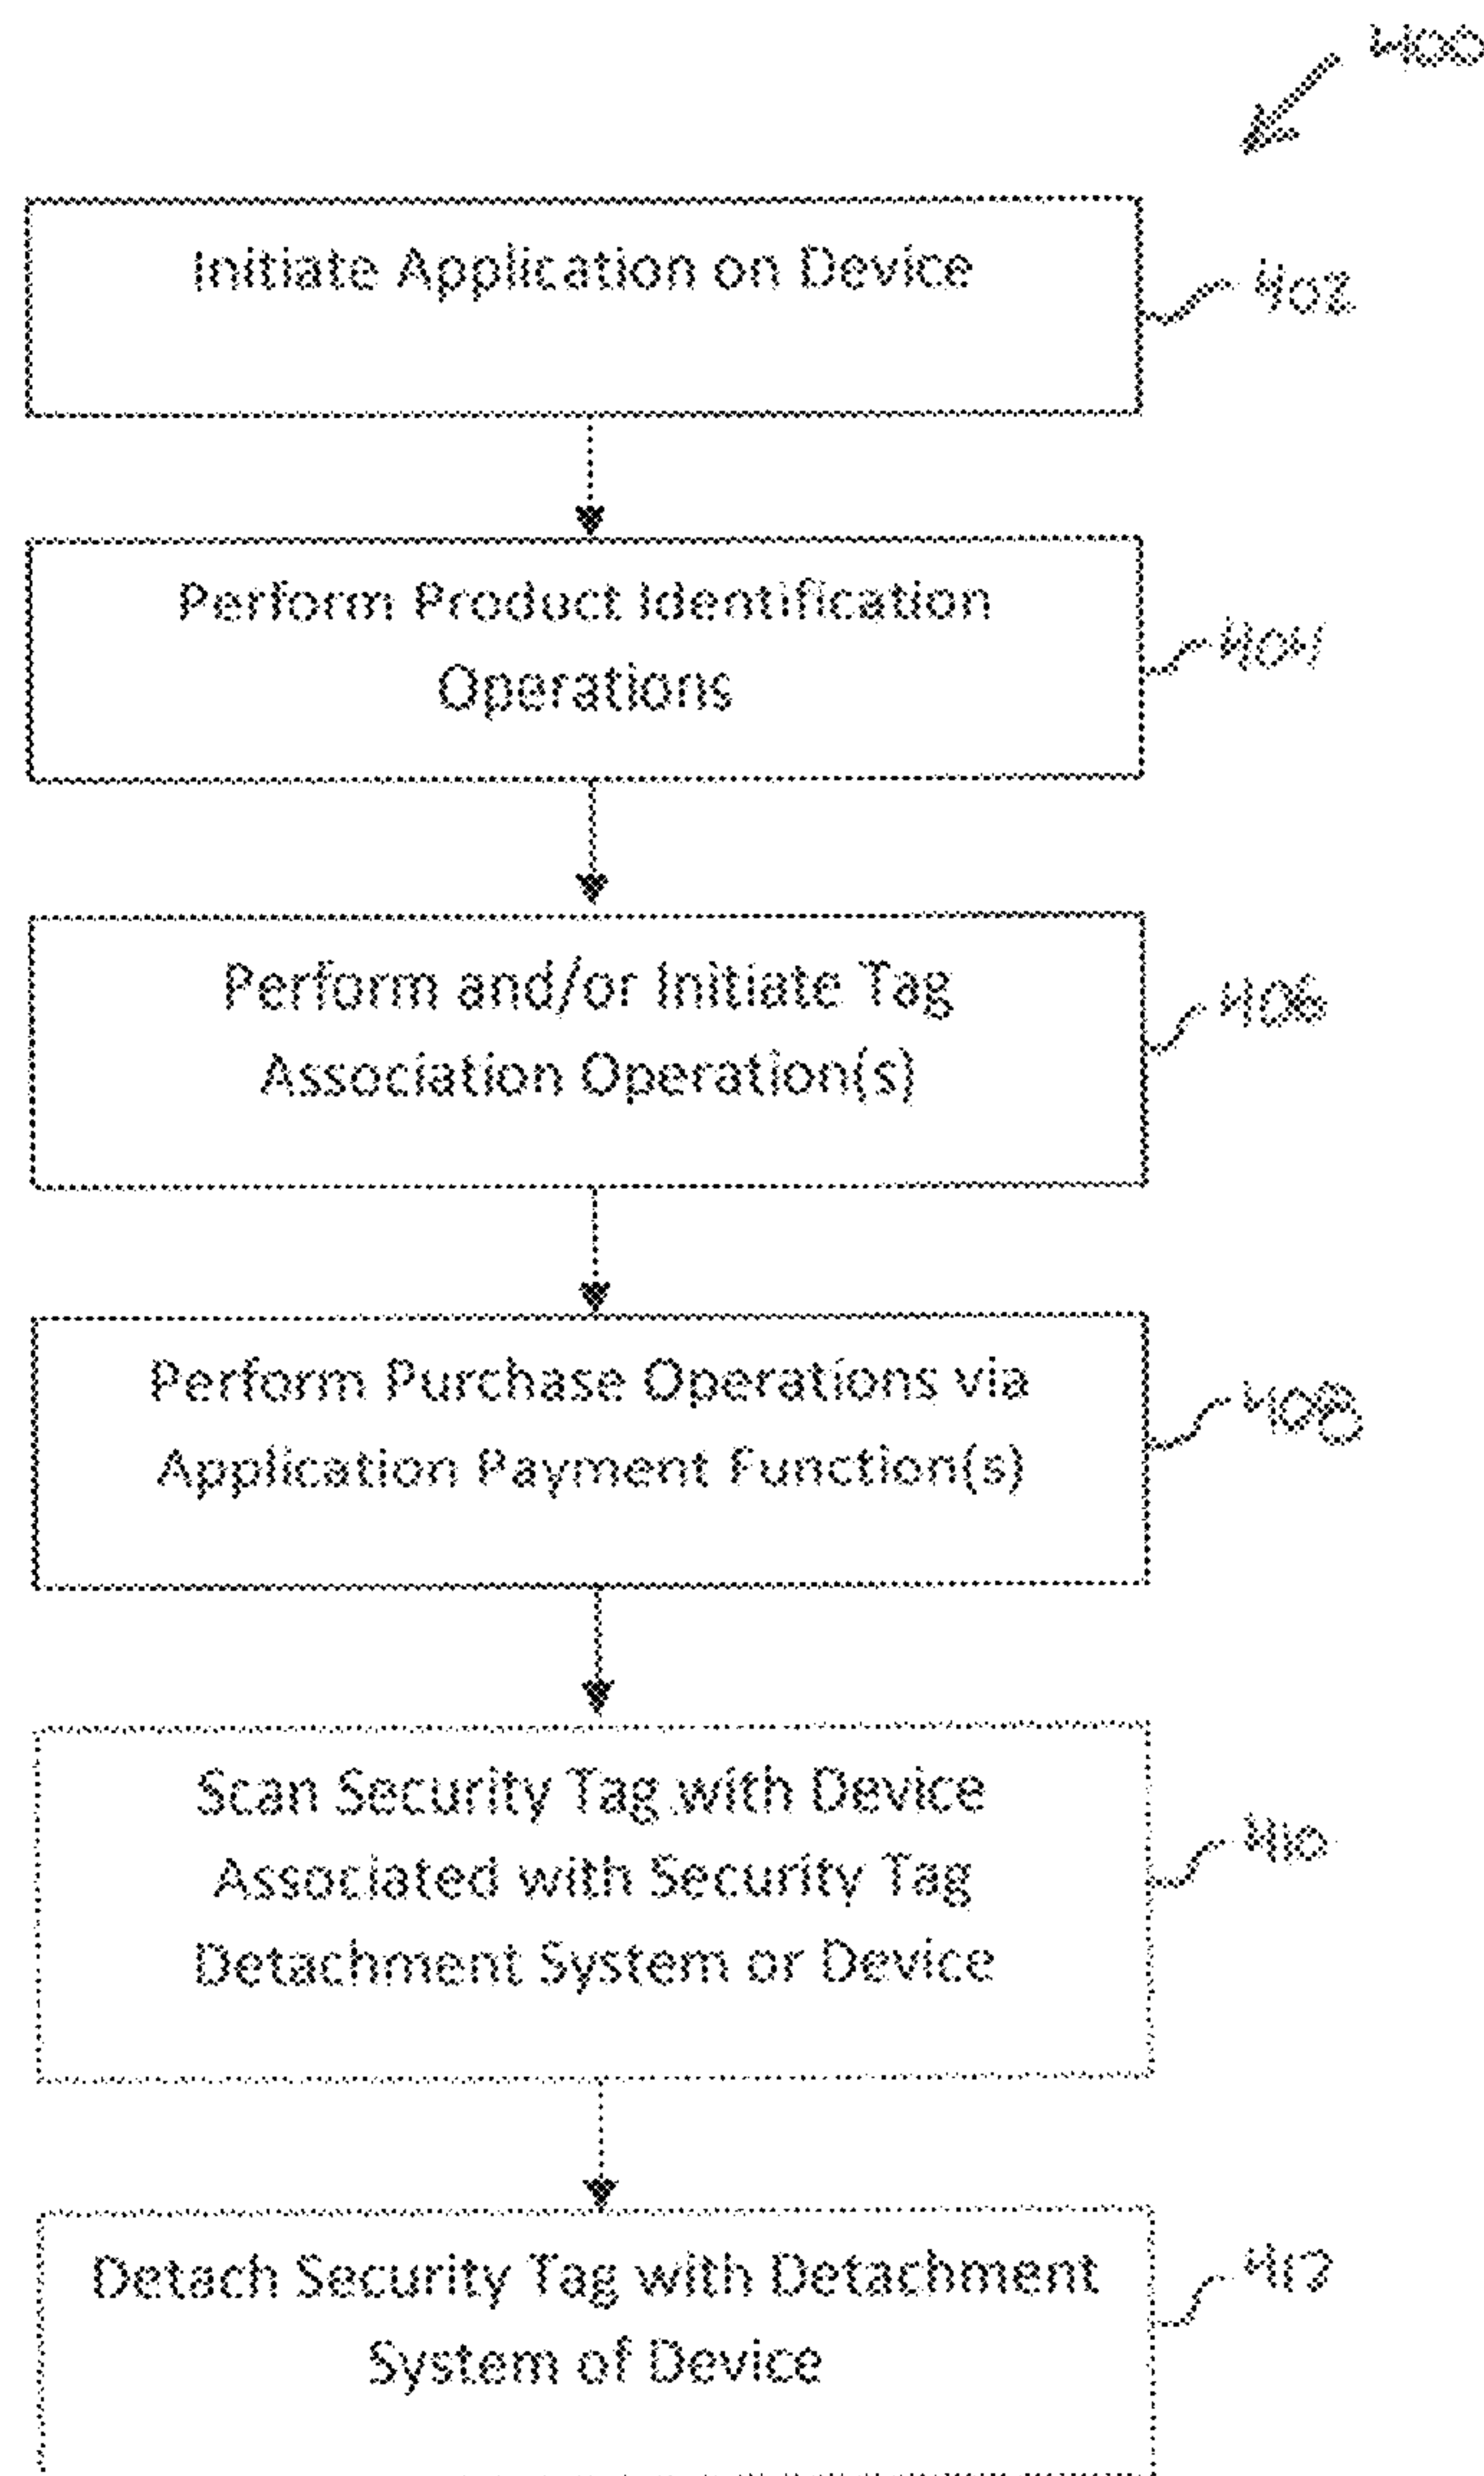 400
Initiate Application on Device
402
Perform Product Identification
Operations
404
Perform and/or Initiate Tag
Association Operation(s)
406
Perform Purchase Operations via
Application Payment Function(s)
408
Scan Security Tag with Device
Associated with Security Tag
Detachment System or Device
410
Detach Security Tag with Detachment
System of Device
412